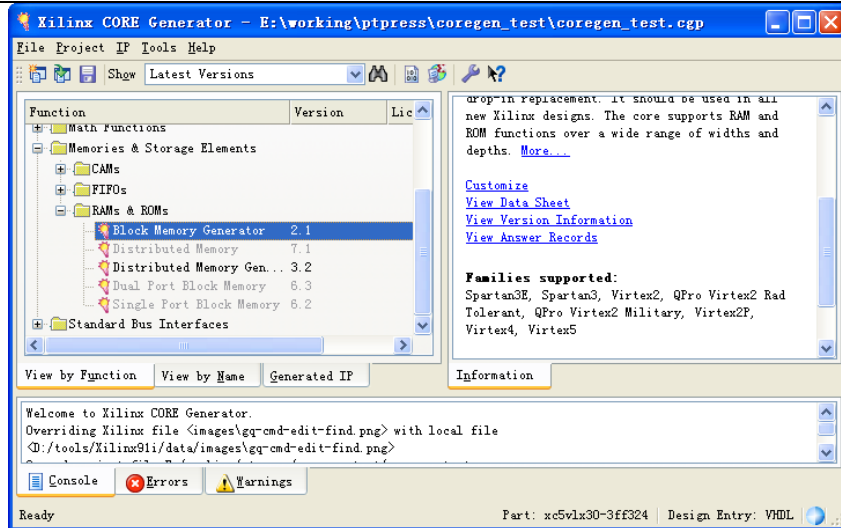 Xilinx CORE Generator - E:\working\ptpress\coregen_test\coregen_test.cgp
File Project IP Tools Help
Show Latest Versions
Function Version Lic
Math Functions
Memories & Storage Elements
CAMs
FIFOs
RAMs & ROMs
Block Memory Generator 2.1
Distributed Memory 7.1
Distributed Memory Gen... 3.2
Dual Port Block Memory 6.3
Single Port Block Memory 6.2
Standard Bus Interfaces
View by Function View by Name Generated IP
drop-in replacement. It should be used in all
new Xilinx designs. The core supports RAM and
ROM functions over a wide range of widths and
depths. More...
Customize
View Data Sheet
View Version Information
View Answer Records
Families supported:
Spartan3E, Spartan3, Virtex2, QPro Virtex2 Rad
Tolerant, QPro Virtex2 Military, Virtex2P,
Virtex4, Virtex5
Information
Welcome to Xilinx CORE Generator.
Overriding Xilinx file <images\gq-cmd-edit-find.png> with local file
<D:/tools/Xilinx91i/data/images\gq-cmd-edit-find.png>
Console Errors Warnings
Ready Part: xc5vlx30-3ff324 Design Entry: VHDL